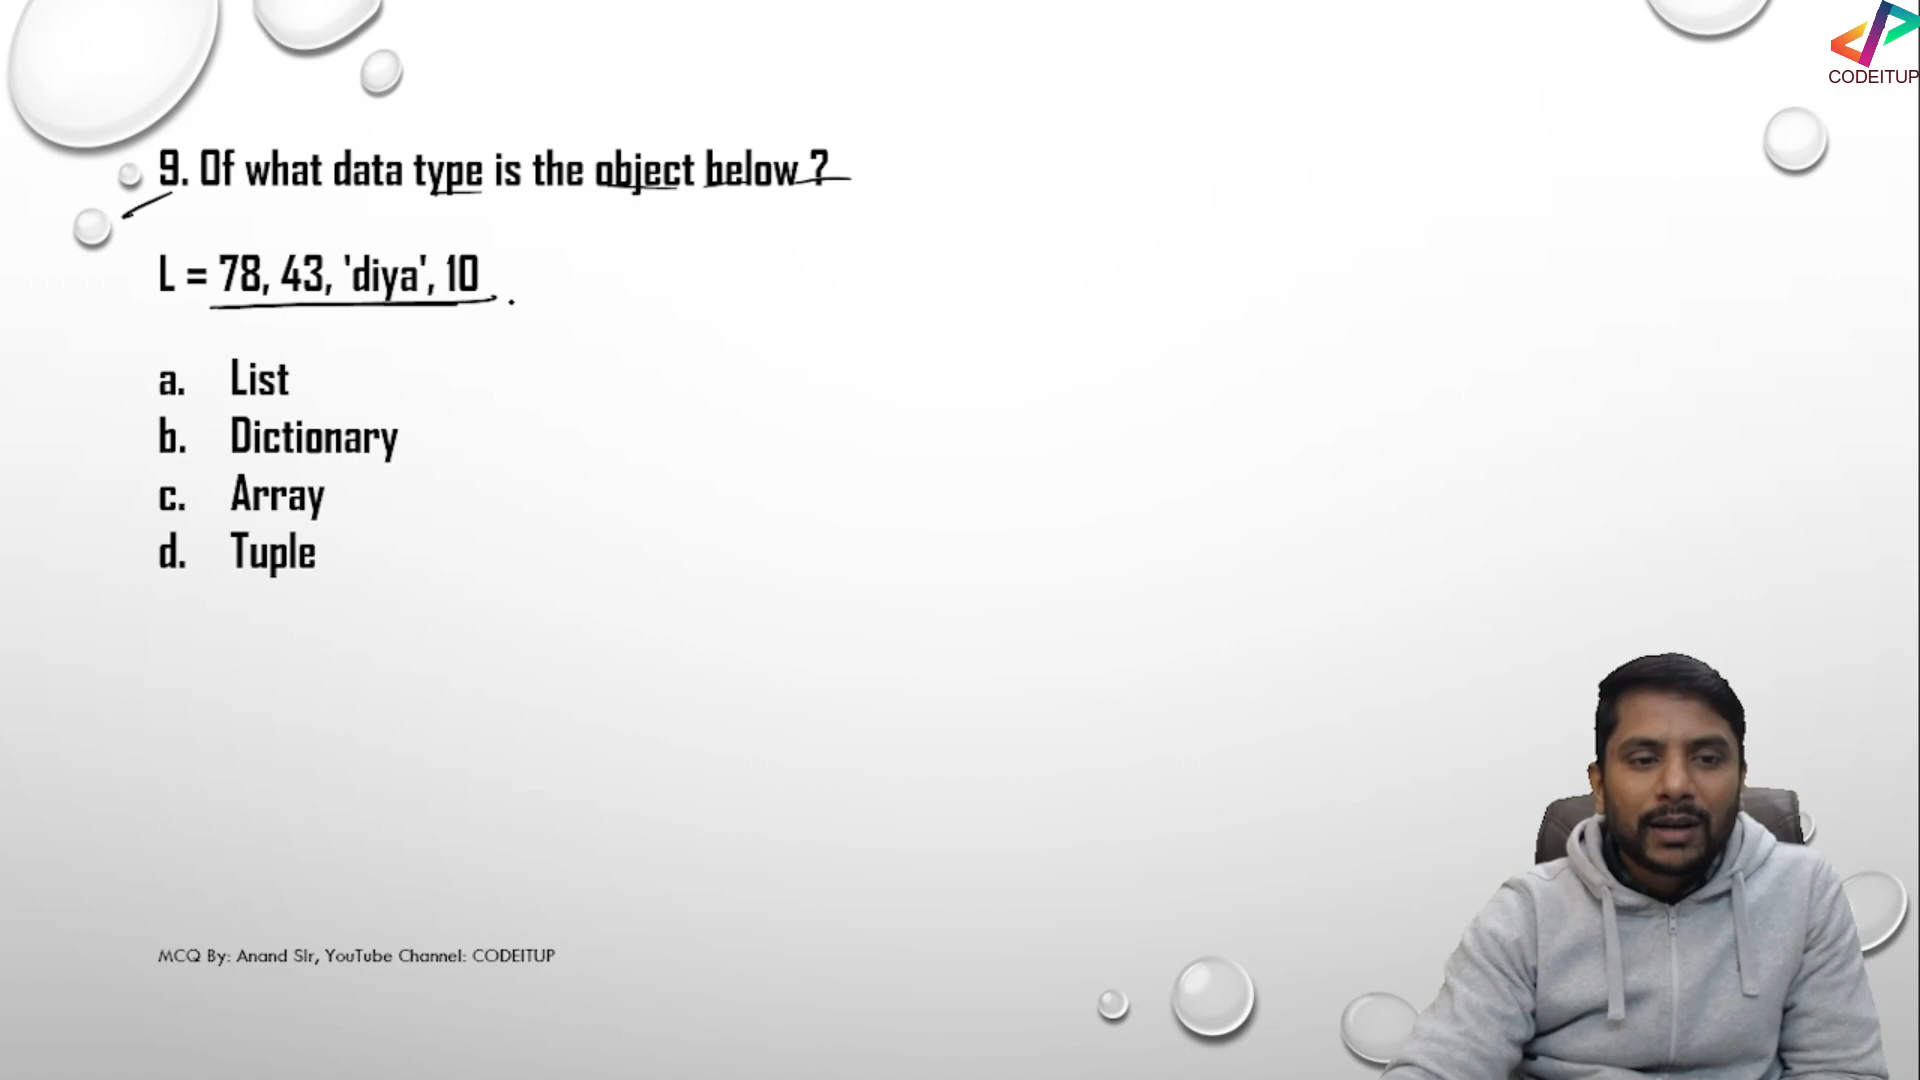 CODEITUP
9. Of what data type is the object below ?
L = 78, 43, 'diya', 10
a. List
b. Dictionary
c. Array
d. Tuple
MCQ By: Anand SIr, YouTube Channel: CODEITUP